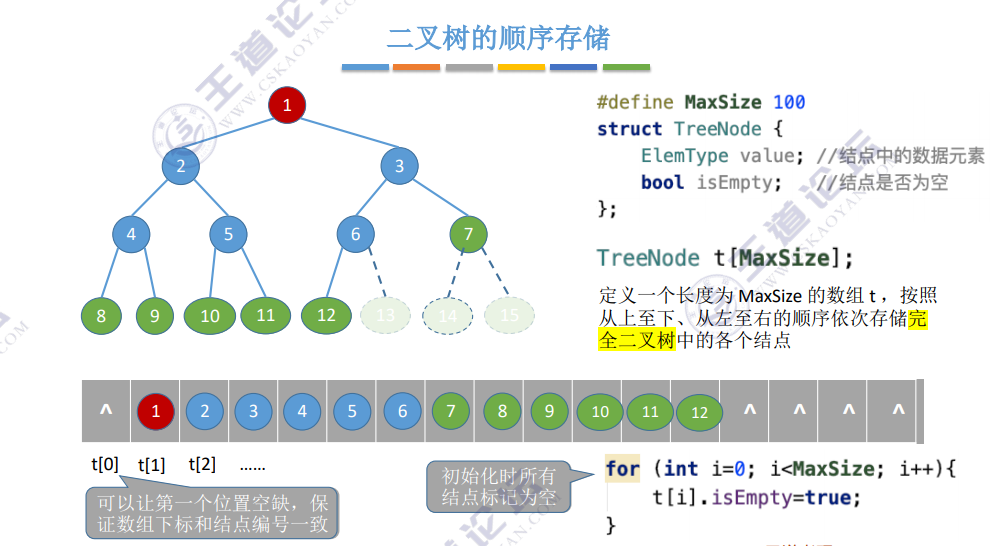 二叉树的顺序存储
1
2
3
4
5
6
7
8
9
10
11
12
13
14
15
#define MaxSize 100
struct TreeNode {
ElemType value; //结点中的数据元素
bool isEmpty; //结点是否为空
};
TreeNode t[MaxSize];
定义一个长度为 MaxSize 的数组 t ，按照
从上至下、从左至右的顺序依次存储完
全二叉树中的各个结点
^ 1 2 3 4 5 6 7 8 9 10 11 12 ^ ^ ^ ^
t[0] t[1] t[2] ……
可以让第一个位置空缺，保
证数组下标和结点编号一致
初始化时所有
结点标记为空
for (int i=0; i<MaxSize; i++){
t[i].isEmpty=true;
}
王道论坛
WWW.CSKAOYAN.COM